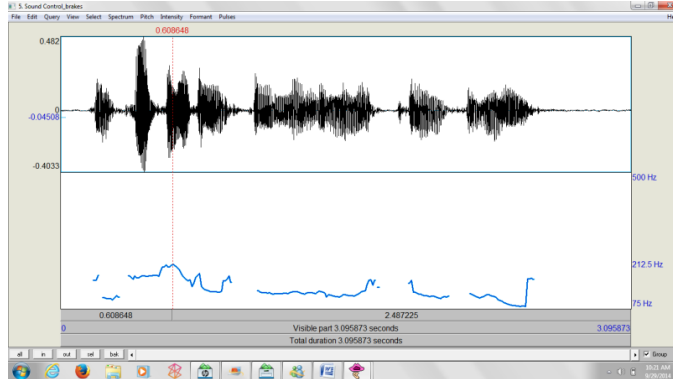 5. Sound Control_brakes
File Edit Query View Select Spectrum Pitch Intensity Formant Pulses
0.608648
0.482
0
-0.04508
-0.4033
500 Hz
212.5 Hz
75 Hz
0.608648 2.487225
0 Visible part 3.095873 seconds 3.095873
Total duration 3.095873 seconds
all in out sel bak Group
10:21 AM
9/29/2014